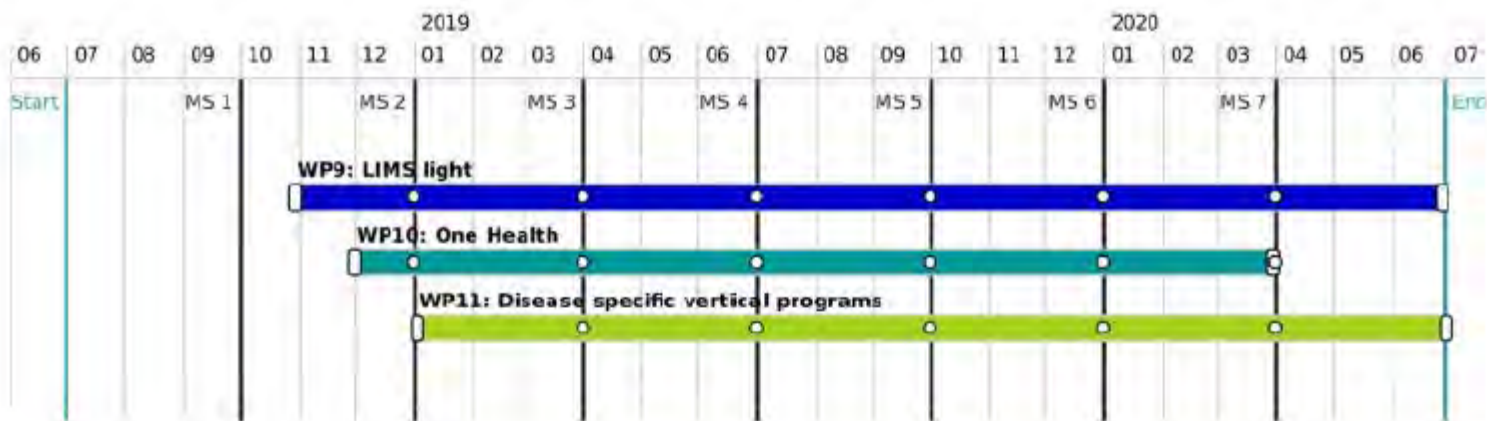 2019 2020
06 07 08 09 10 11 12 01 02 03 04 05 06 07 08 09 10 11 12 01 02 03 04 05 06 07
Start MS 1 MS 2 MS 3 MS 4 MS 5 MS 6 MS 7 End
WP9: LIMS light
WP10: One Health
WP11: Disease specific vertical programs